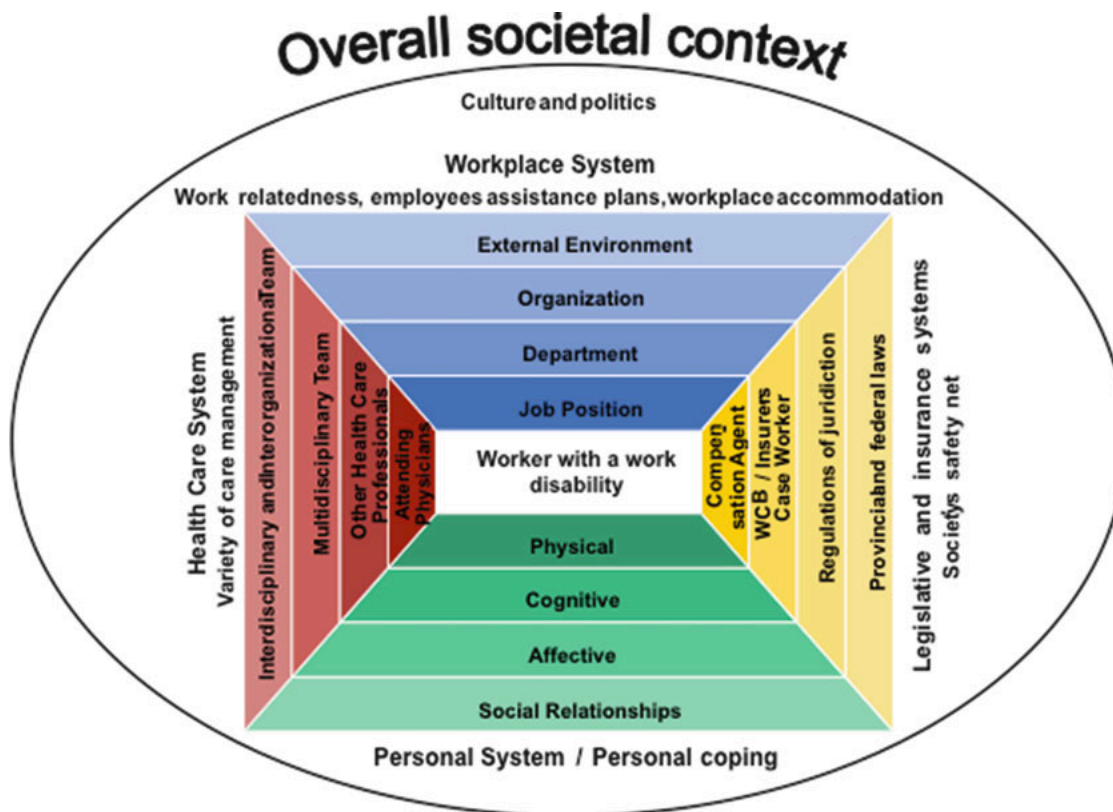 Overall societal context
Culture and politics
Workplace System
Work relatedness, employees assistance plans,workplace accommodation
External Environment
Organization
Department
Job Position
Health Care System
Variety of care management
Interdisciplinary andInterorganizationaTeam
Multidisciplinary Team
Other Health Care
Professionals
Attending
Physicians
Worker with a work
disability
Compen
sation Agent
WCB / Insurers
Case Worker
Regulations of juridiction
Provincialnd federal laws
Legislative and insurance systems
Societys safety net
Physical
Cognitive
Affective
Social Relationships
Personal System / Personal coping